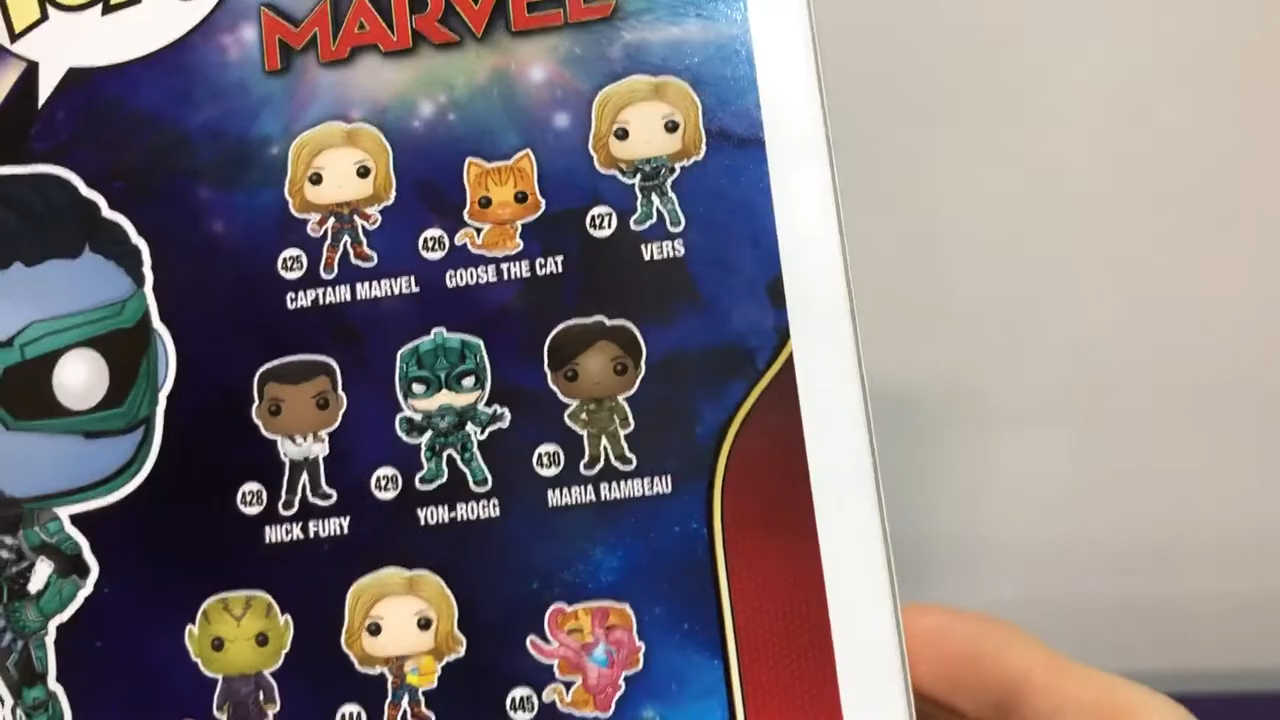 MARVEL
425
CAPTAIN MARVEL
426
GOOSE THE CAT
427
VERS
428
NICK FURY
429
YON-ROGG
430
MARIA RAMBEAU
445